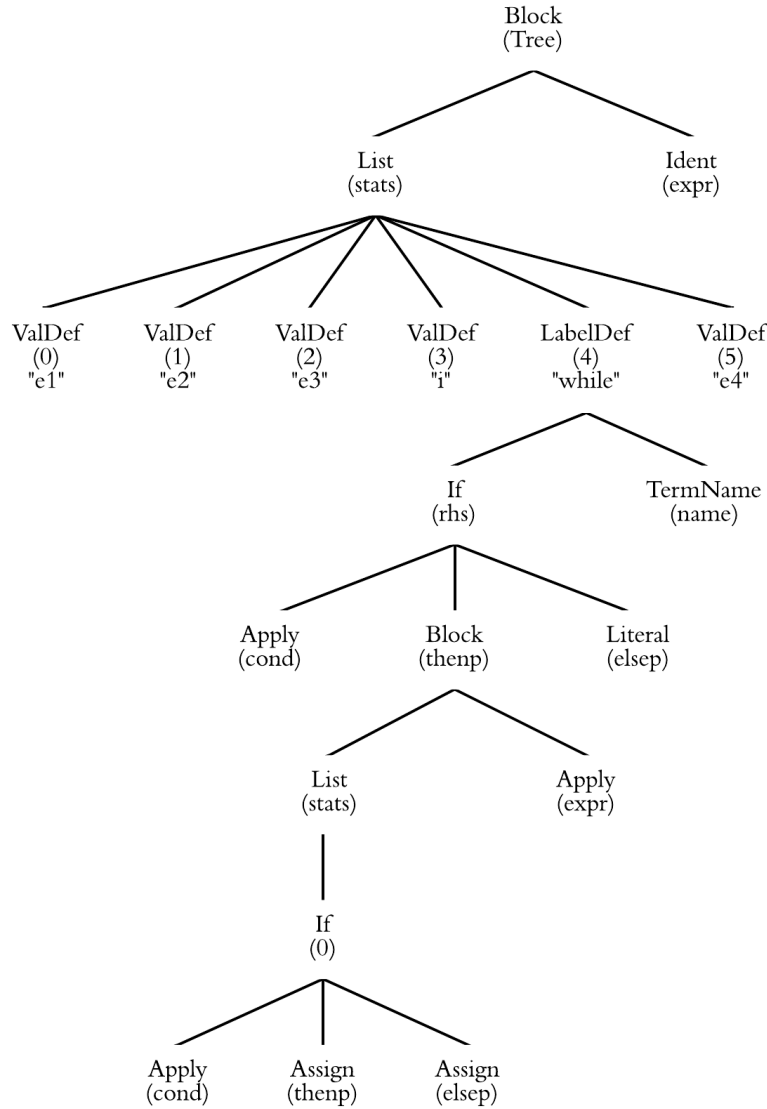 Block
(Tree)
List
(stats)
Ident
(expr)
ValDef
(0)
"e1"
ValDef
(1)
"e2"
ValDef
(2)
"e3"
ValDef
(3)
"i"
LabelDef
(4)
"while"
ValDef
(5)
"e4"
If
(rhs)
TermName
(name)
Apply
(cond)
Block
(thenp)
Literal
(elsep)
List
(stats)
Apply
(expr)
If
(0)
Apply
(cond)
Assign
(thenp)
Assign
(elsep)